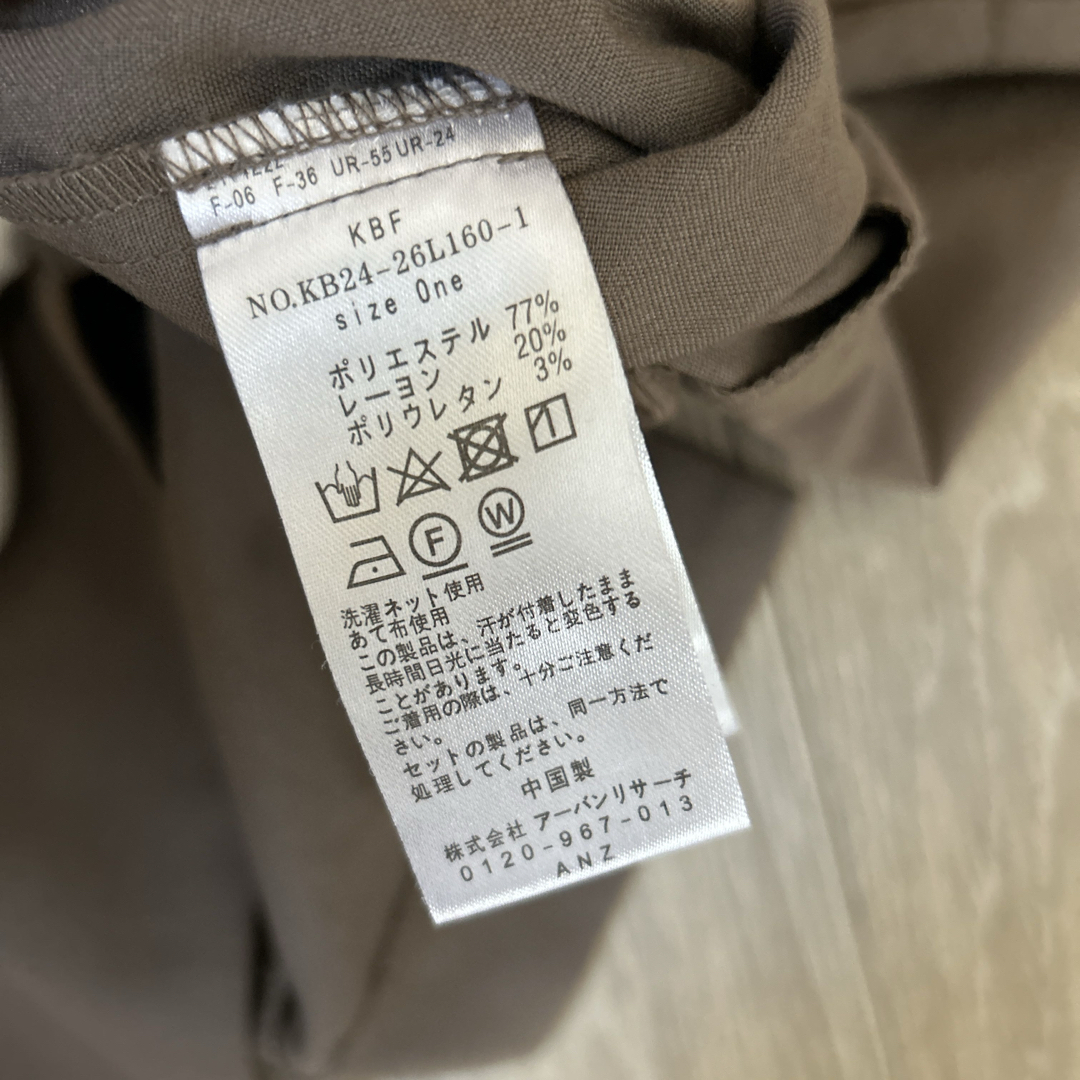 F-06 F-36 UR-55 UR-24
KBF
NO.KB24-26L160-1
size One
ポリエステル 77%
レーヨン 20%
ポリウレタン 3%
F W
洗濯ネット使用
あて布使用
この製品は、汗が付着したまま
長時間日光に当たると変色する
ことがあります。
ご着用の際は、十分ご注意くだ
さい。
セットの製品は、同一方法で
処理してください。
中国製
株式会社 アーバンリサーチ
0120-967-013
ANZ